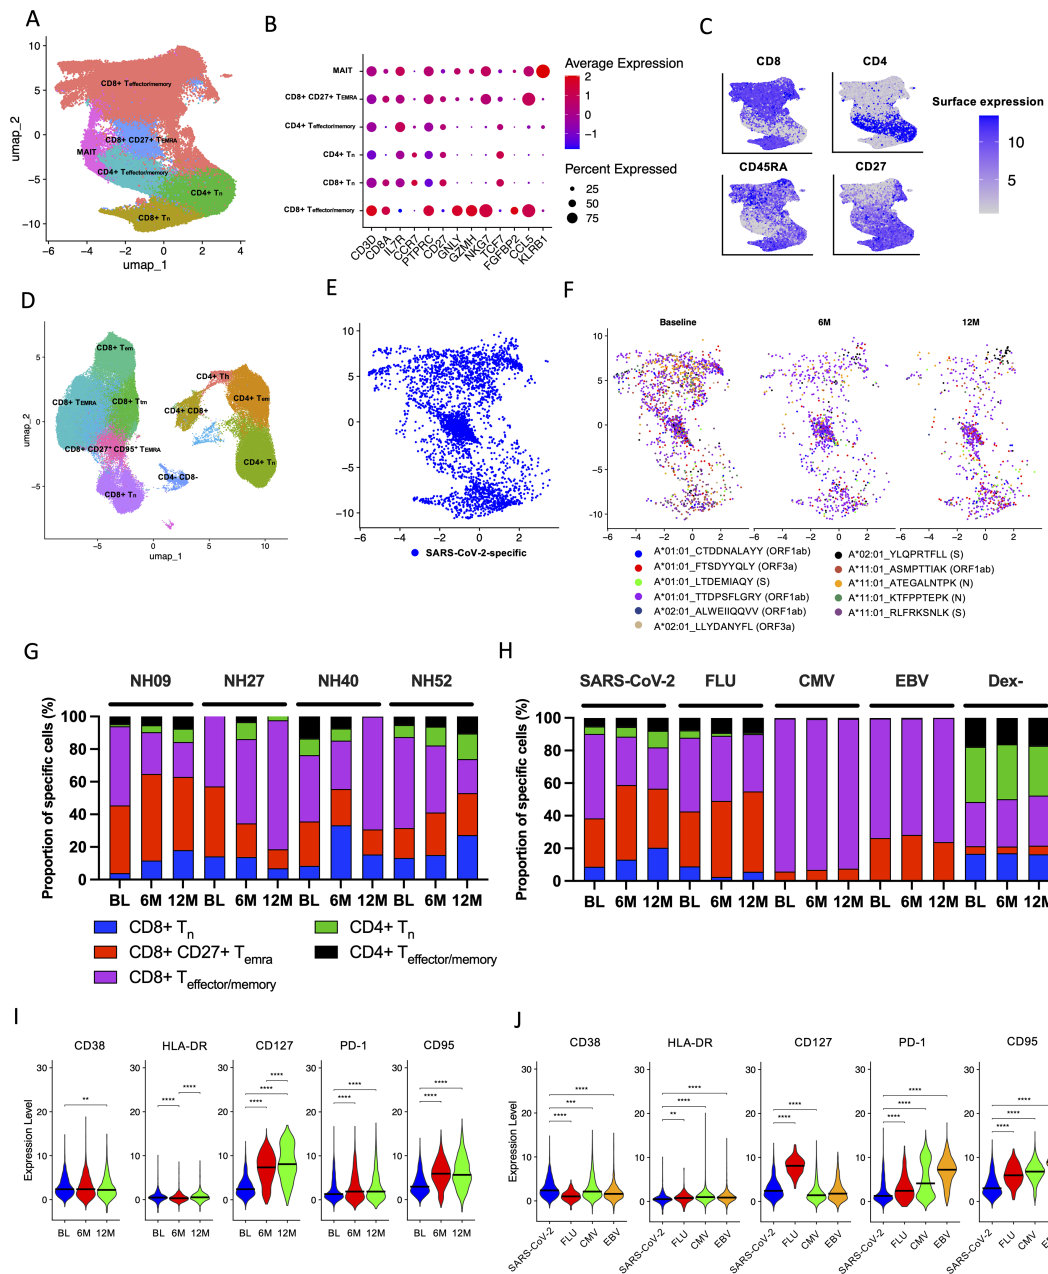 A
B
C
D
E
F
G
H
I
J
10
5
0
−5
−10
−6
−4
−2
0
2
4
umap_1
umap_2
CD8+ Teffector/memory
CD8+ CD27+ TEMRA
MAIT
CD4+ Teffector/memory
CD4+ Tn
CD8+ Tn
MAIT
CD8+ CD27+ TEMRA
CD4+ Teffector/memory
CD4+ Tn
CD8+ Tn
CD8+ Teffector/memory
CD3D
CD8A
IL7R
CCR7
PTPRC
CD27
GNLY
GZMH
NKG7
TCF7
FGFBP2
CCL5
KLRB1
Average Expression
2
1
0
−1
Percent Expressed
25
50
75
CD8
CD4
CD45RA
CD27
Surface expression
10
5
5
0
−5
−5
0
5
10
umap_1
umap_2
CD8+ Tem
CD8+ TEMRA
CD8+ Ttm
CD8+ CD27+ CD95+ TEMRA
CD8+ Tn
CD4+ Th
CD4+ CD8+
CD4+ Tem
CD4+ Tn
CD4- CD8-
10
5
0
−5
−10
−6 −4 −2 0 2
SARS-CoV-2-specific
Baseline
6M
12M
10
5
0
−5
−10
−6 −4 −2 0 2
−6 −4 −2 0 2
−6 −4 −2 0 2
A*01:01_CTDDNALAYY (ORF1ab)
A*01:01_FTSDYYQLY (ORF3a)
A*01:01_LTDEMIAQY (S)
A*01:01_TTDPSFLGRY (ORF1ab)
A*02:01_ALWEIIQQVV (ORF1ab)
A*02:01_LLYDANYFL (ORF3a)
A*02:01_YLQPRTFLL (S)
A*11:01_ASMPTTIAK (ORF1ab)
A*11:01_ATEGALNTPK (N)
A*11:01_KTFPPTEPK (N)
A*11:01_RLFRKSNLK (S)
NH09 NH27 NH40 NH52
Proportion of specific cells (%)
100
80
60
40
20
0
BL 6M 12M BL 6M 12M BL 6M 12M BL 6M 12M
CD8+ Tn
CD8+ CD27+ Temra
CD8+ Teffector/memory
CD4+ Tn
CD4+ Teffector/memory
SARS-CoV-2 FLU CMV EBV Dex-
Proportion of specific cells (%)
100
80
60
40
20
0
BL 6M 12M BL 6M 12M BL 6M 12M BL 6M 12M BL 6M 12M
CD38 HLA-DR CD127 PD-1 CD95
Expression Level
30 30 30 30 30
20 20 20 20 20
10 10 10 10 10
0 0 0 0 0
** **** **** **** **** **** **** **** **** ****
BL 6M 12M BL 6M 12M BL 6M 12M BL 6M 12M BL 6M 12M
CD38 HLA-DR CD127 PD-1 CD95
Expression Level
30 30 30 30 30
20 20 20 20 20
10 10 10 10 10
0 0 0 0 0
**** *** **** **** **** ** **** **** **** **** **** **** **** ****
SARS-CoV-2 FLU CMV EBV SARS-CoV-2 FLU CMV EBV SARS-CoV-2 FLU CMV EBV SARS-CoV-2 FLU CMV EBV SARS-CoV-2 FLU CMV